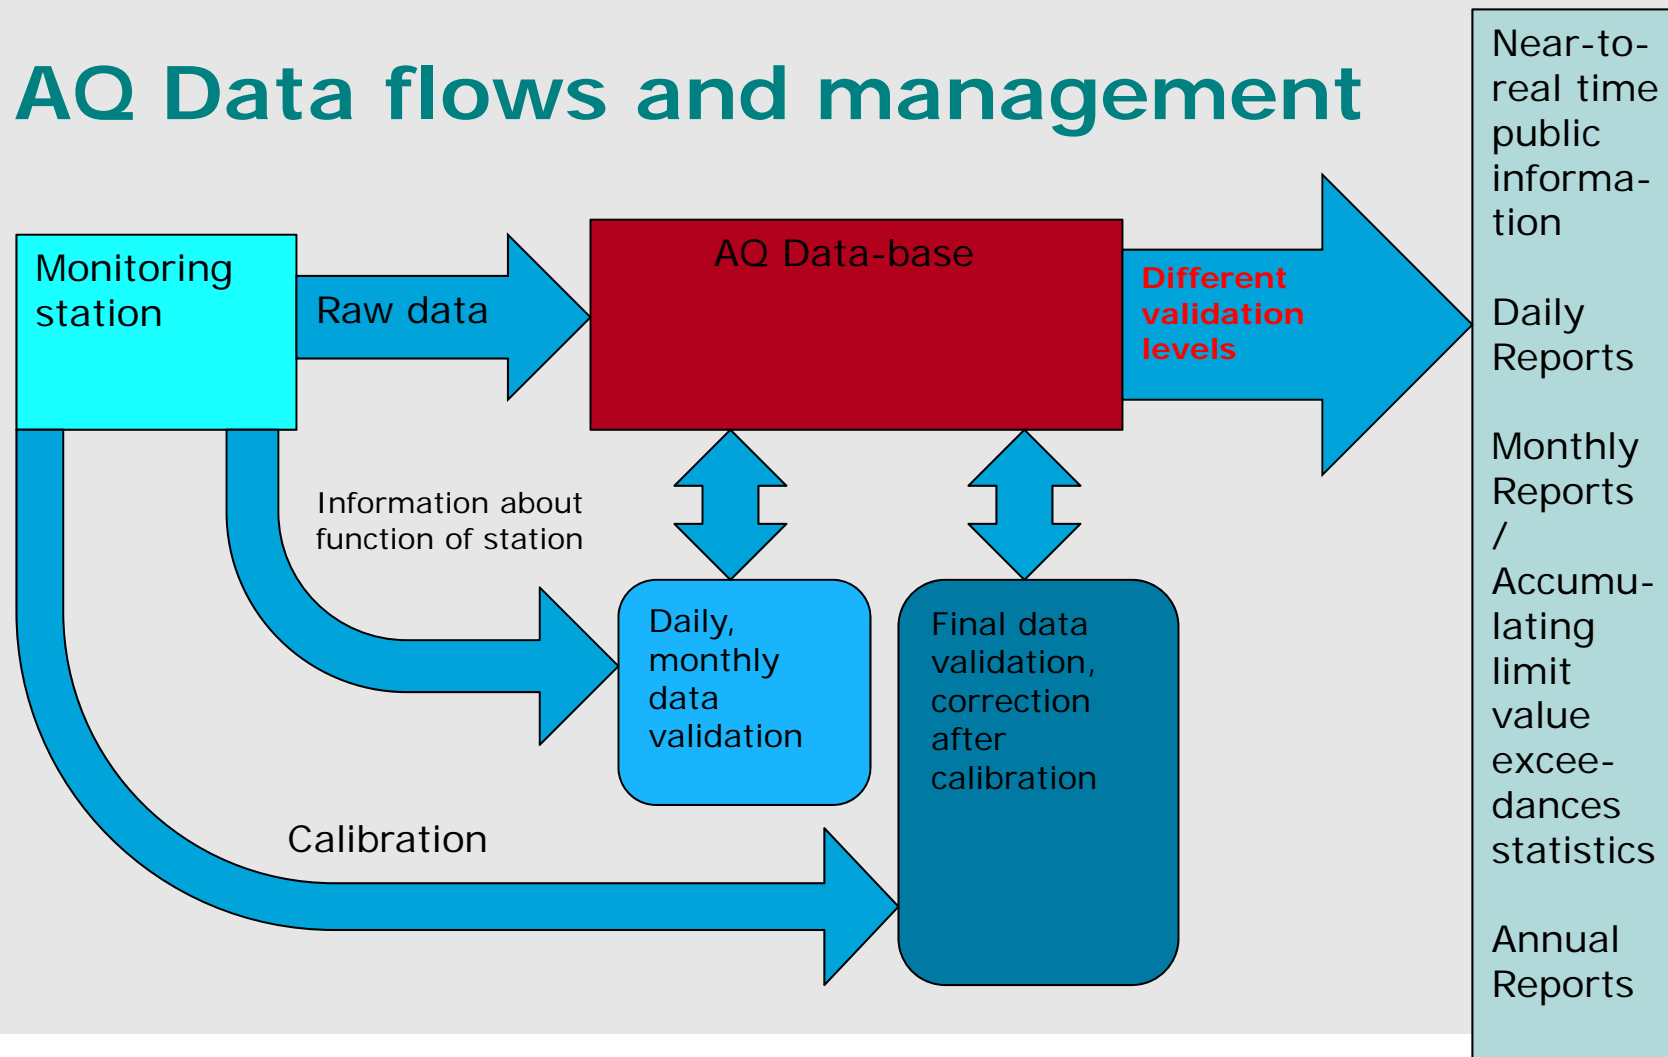 AQ Data flows and management
Monitoring
station
Raw data
AQ Data-base
Different
validation
levels
Information about
function of station
Daily,
monthly
data
validation
Final data
validation,
correction
after
calibration
Calibration
Near-to-
real time
public
informa-
tion
Daily
Reports
Monthly
Reports
/
Accumu-
lating
limit
value
excee-
dances
statistics
Annual
Reports